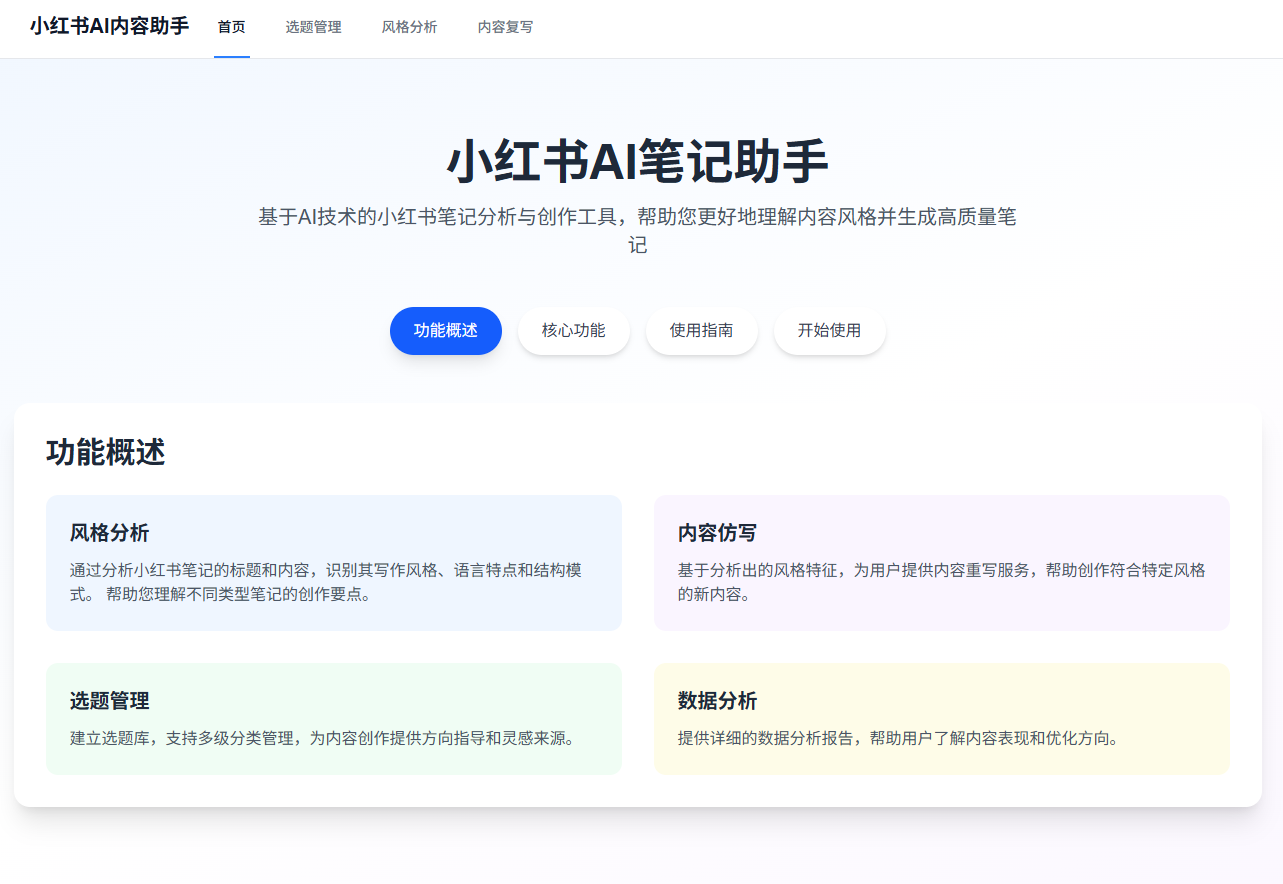 小红书AI内容助手 首页 选题管理 风格分析 内容复写
小红书AI笔记助手
基于AI技术的小红书笔记分析与创作工具，帮助您更好地理解内容风格并生成高质量笔
记
功能概述 核心功能 使用指南 开始使用
功能概述
风格分析
通过分析小红书笔记的标题和内容，识别其写作风格、语言特点和结构模
式。 帮助您理解不同类型笔记的创作要点。
内容仿写
基于分析出的风格特征，为用户提供内容重写服务，帮助创作符合特定风格
的新内容。
选题管理
建立选题库，支持多级分类管理，为内容创作提供方向指导和灵感来源。
数据分析
提供详细的数据分析报告，帮助用户了解内容表现和优化方向。